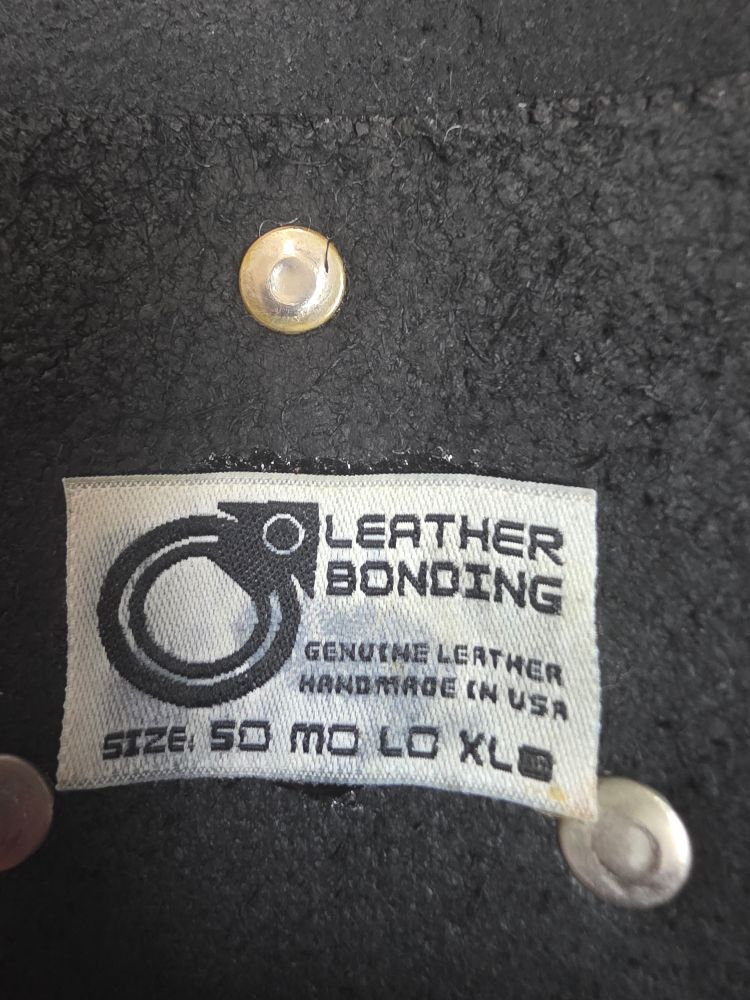 LEATHER
BONDING
GENUINE LEATHER
HANDMADE IN USA
SIZE: S□ M□ L□ XL■